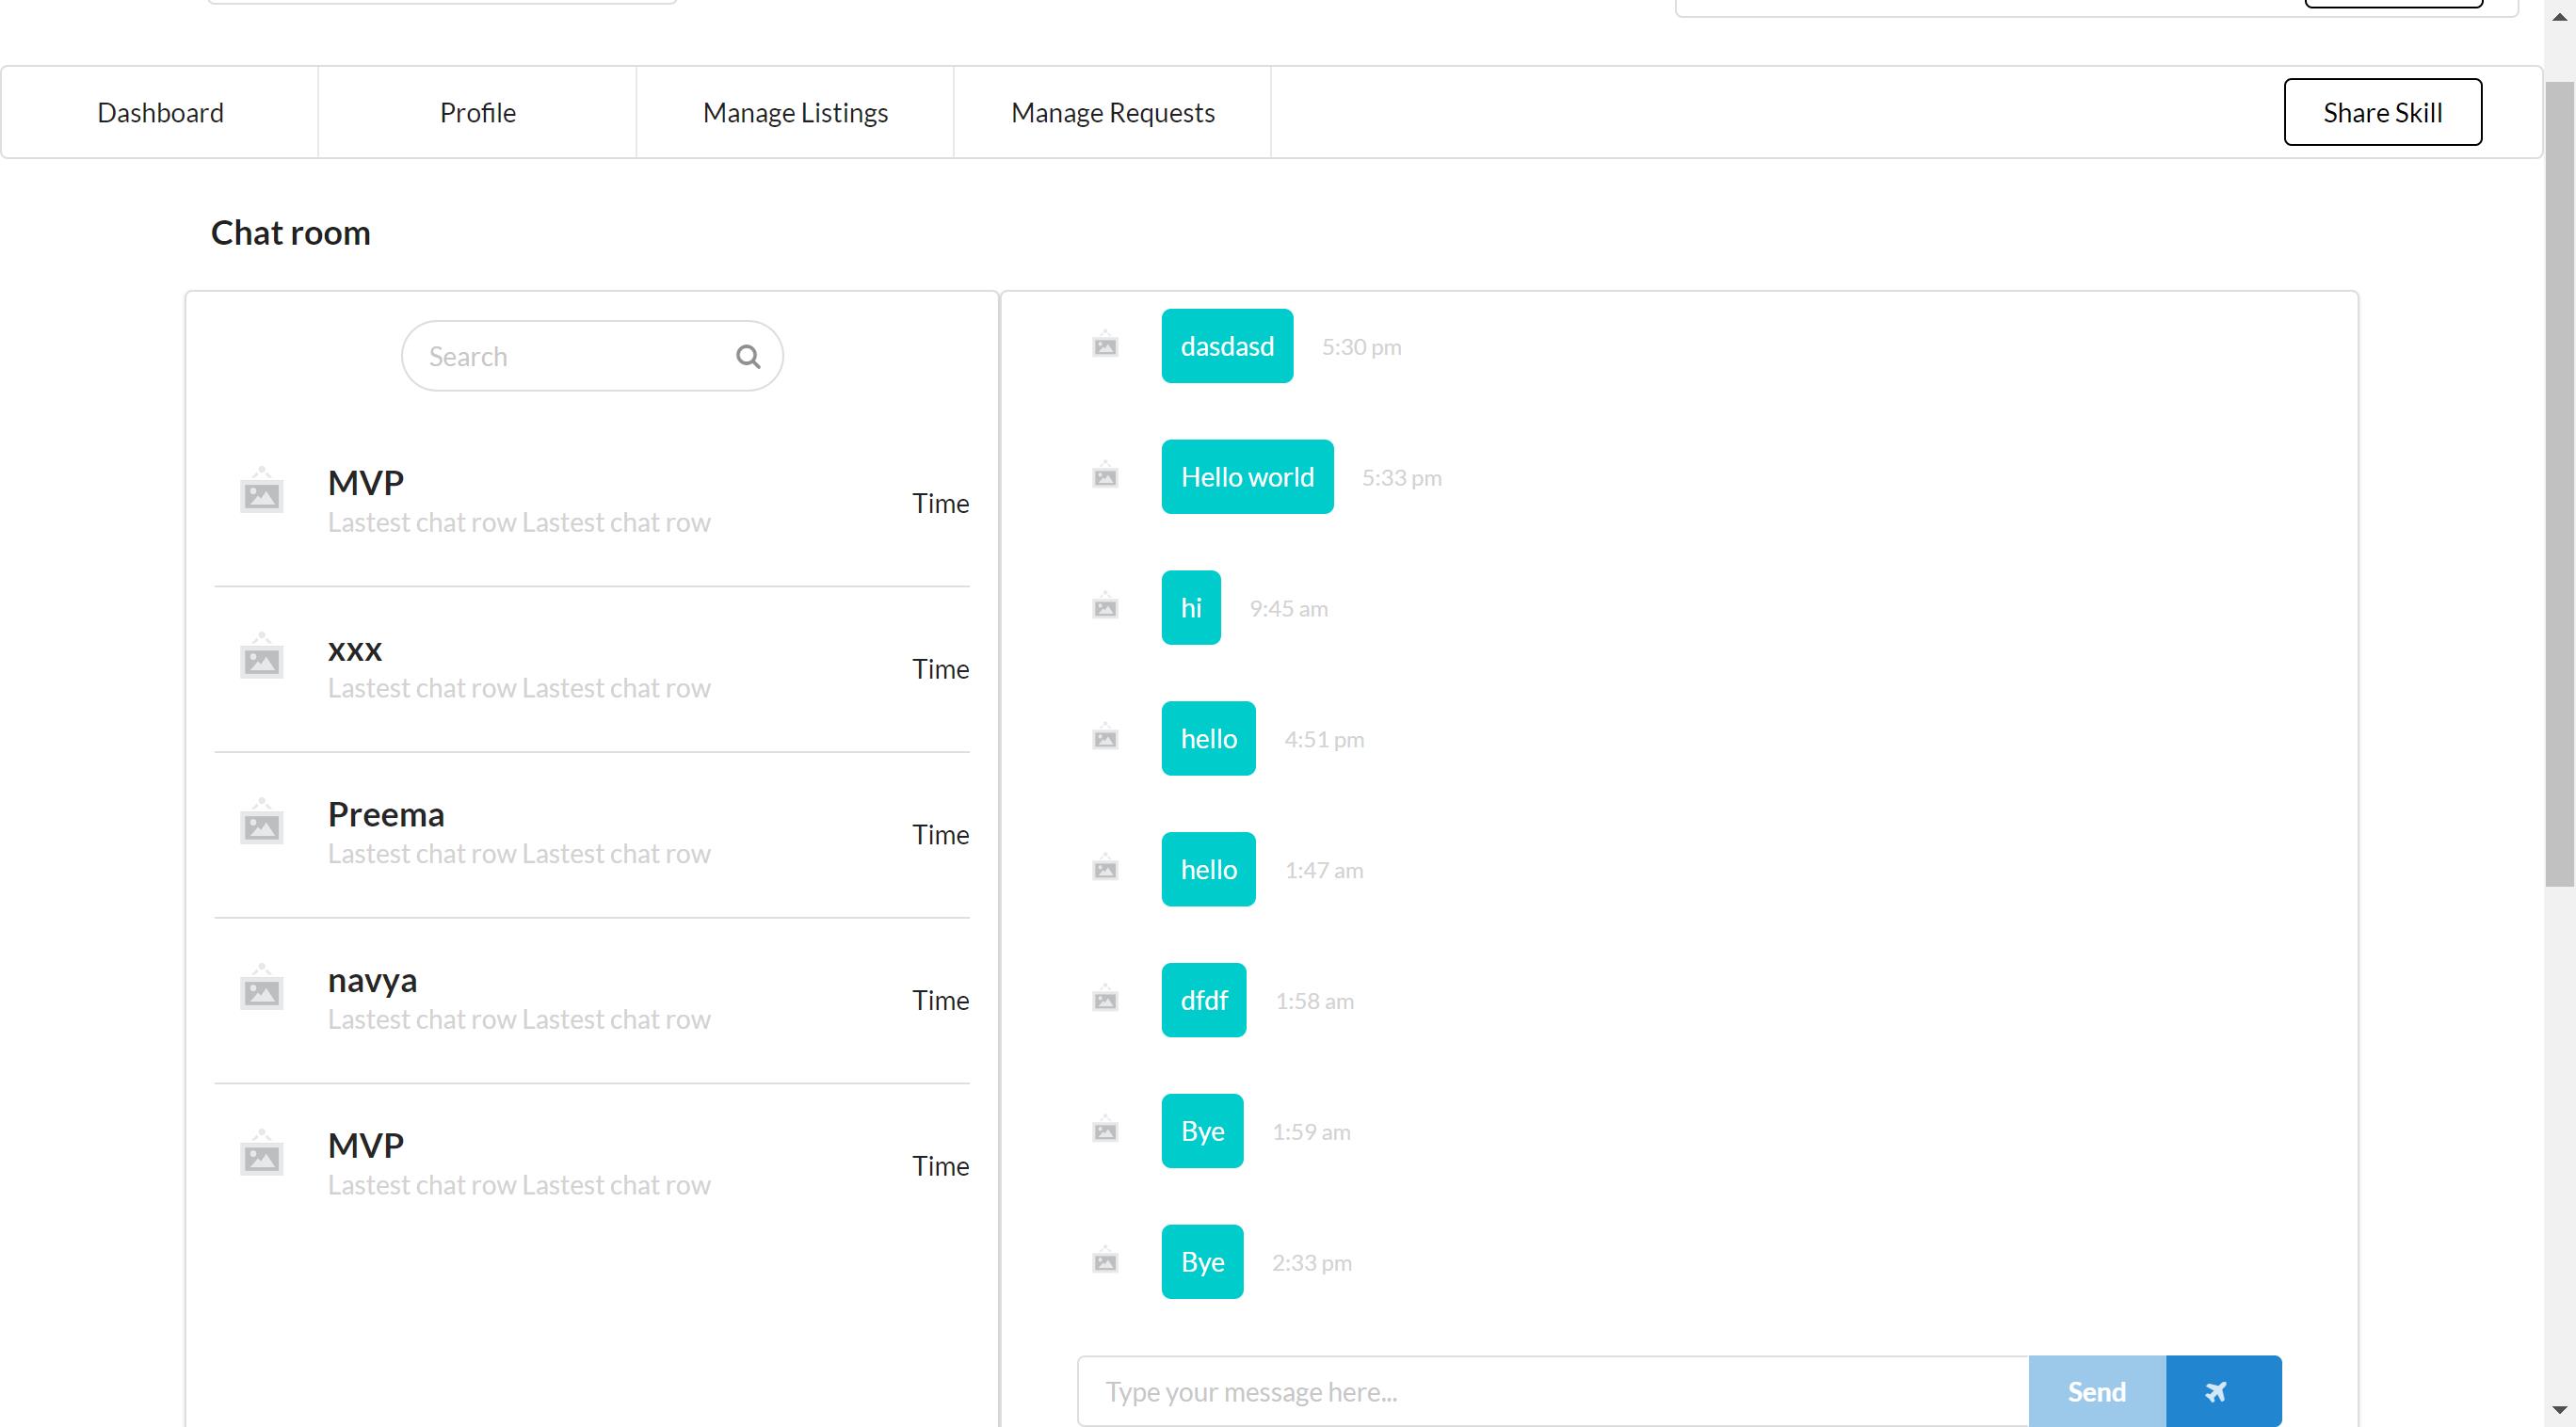 Dashboard
Profile
Manage Listings
Manage Requests
Share Skill
Chat room
Search
MVP
Lastest chat row Lastest chat row
Time
xxx
Lastest chat row Lastest chat row
Time
Preema
Lastest chat row Lastest chat row
Time
navya
Lastest chat row Lastest chat row
Time
MVP
Lastest chat row Lastest chat row
Time
dasdasd 5:30 pm
Hello world 5:33 pm
hi 9:45 am
hello 4:51 pm
hello 1:47 am
dfdf 1:58 am
Bye 1:59 am
Bye 2:33 pm
Type your message here...
Send